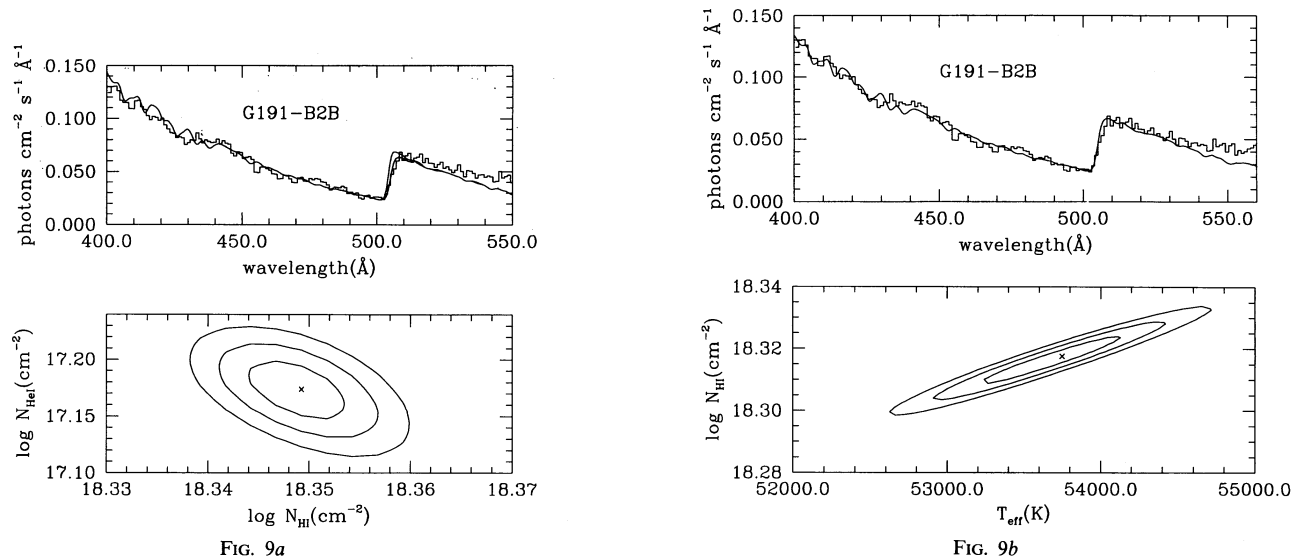 0.150
0.100
0.050
0.000
photons cm⁻² s⁻¹ Å⁻¹
G191−B2B
400.0 450.0 500.0 550.0
wavelength(Å)
17.20
17.15
17.10
log N_HeI(cm⁻²)
18.33 18.34 18.35 18.36 18.37
log N_HI(cm⁻²)
FIG. 9a
0.150
0.100
0.050
0.000
photons cm⁻² s⁻¹ Å⁻¹
G191−B2B
400.0 450.0 500.0 550.0
wavelength(Å)
18.34
18.32
18.30
18.28
log N_HI(cm⁻²)
52000.0 53000.0 54000.0 55000.0
T_eff(K)
FIG. 9b